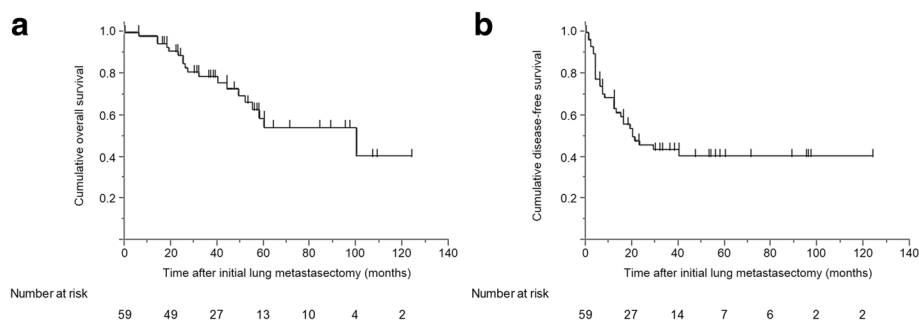 a
1.0
0.8
0.6
0.4
0.2
Cumulative overall survival
0 20 40 60 80 100 120 140
Time after initial lung metastasectomy (months)
Number at risk
59 49 27 13 10 4 2
b
1.0
0.8
0.6
0.4
0.2
Cumulative disease-free survival
0 20 40 60 80 100 120 140
Time after initial lung metastasectomy (months)
Number at risk
59 27 14 7 6 2 2